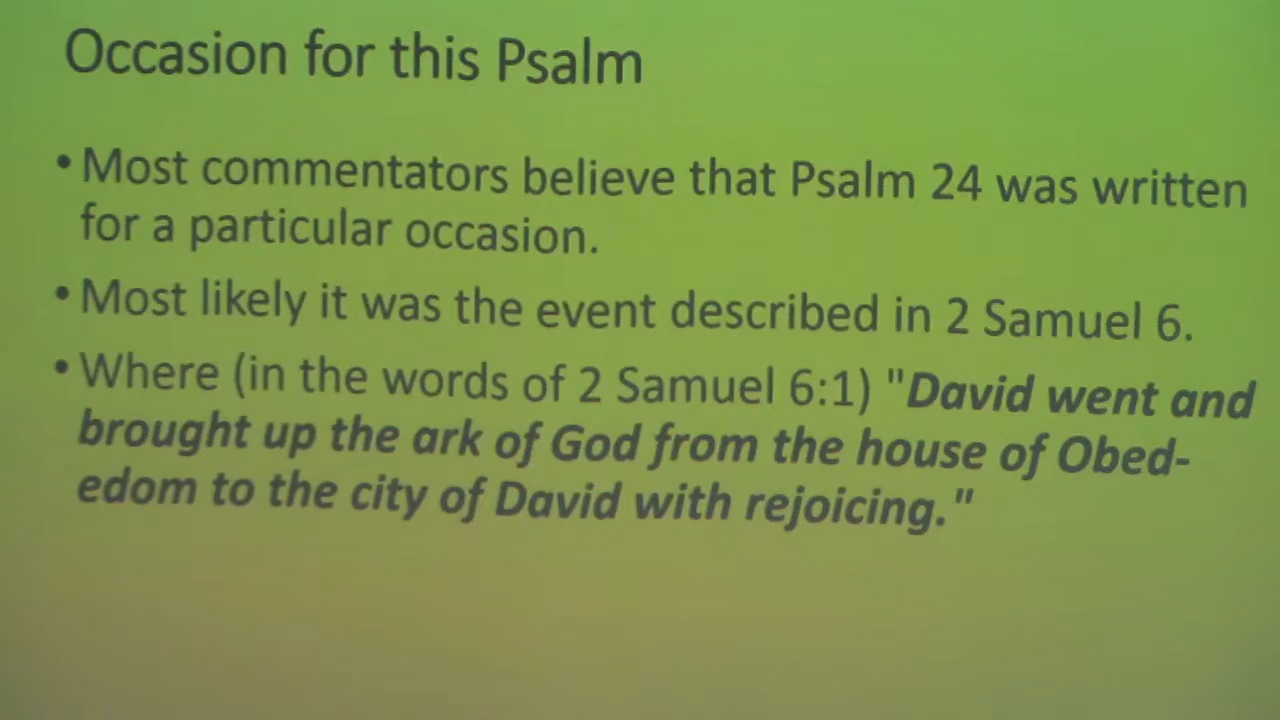 Occasion for this Psalm
• Most commentators believe that Psalm 24 was written
for a particular occasion.
• Most likely it was the event described in 2 Samuel 6.
• Where (in the words of 2 Samuel 6:1) "David went and
brought up the ark of God from the house of Obed-
edom to the city of David with rejoicing."